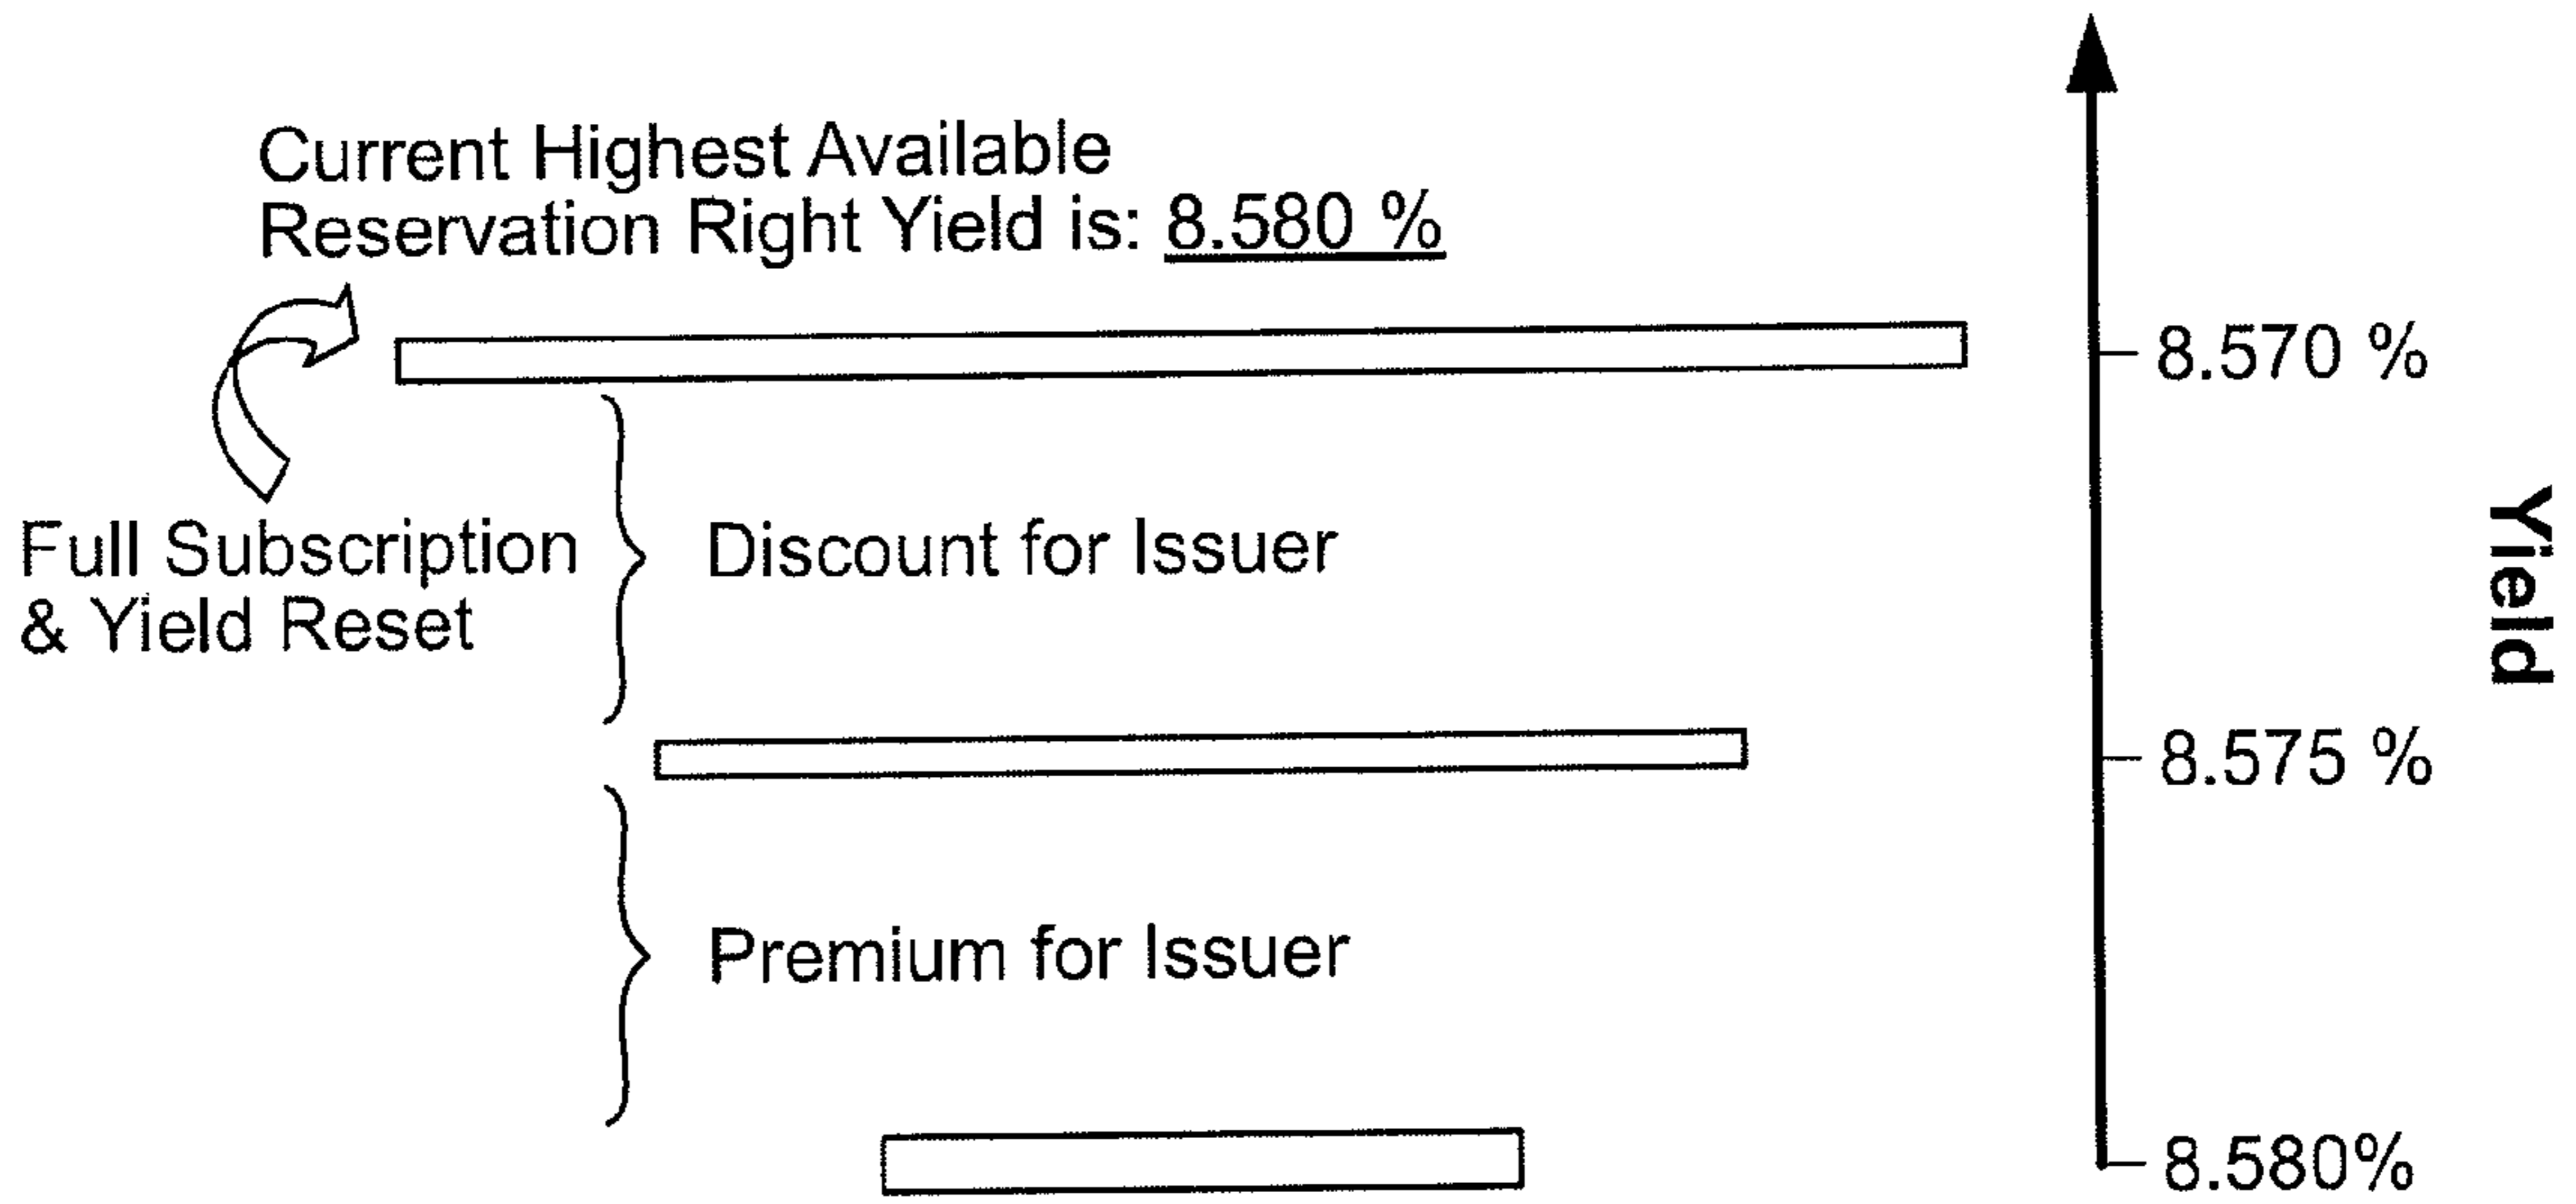 Current Highest Available
Reservation Right Yield is: 8.580 %
8.570 %
Full Subscription
& Yield Reset
Discount for Issuer
Yield
8.575 %
Premium for Issuer
8.580%